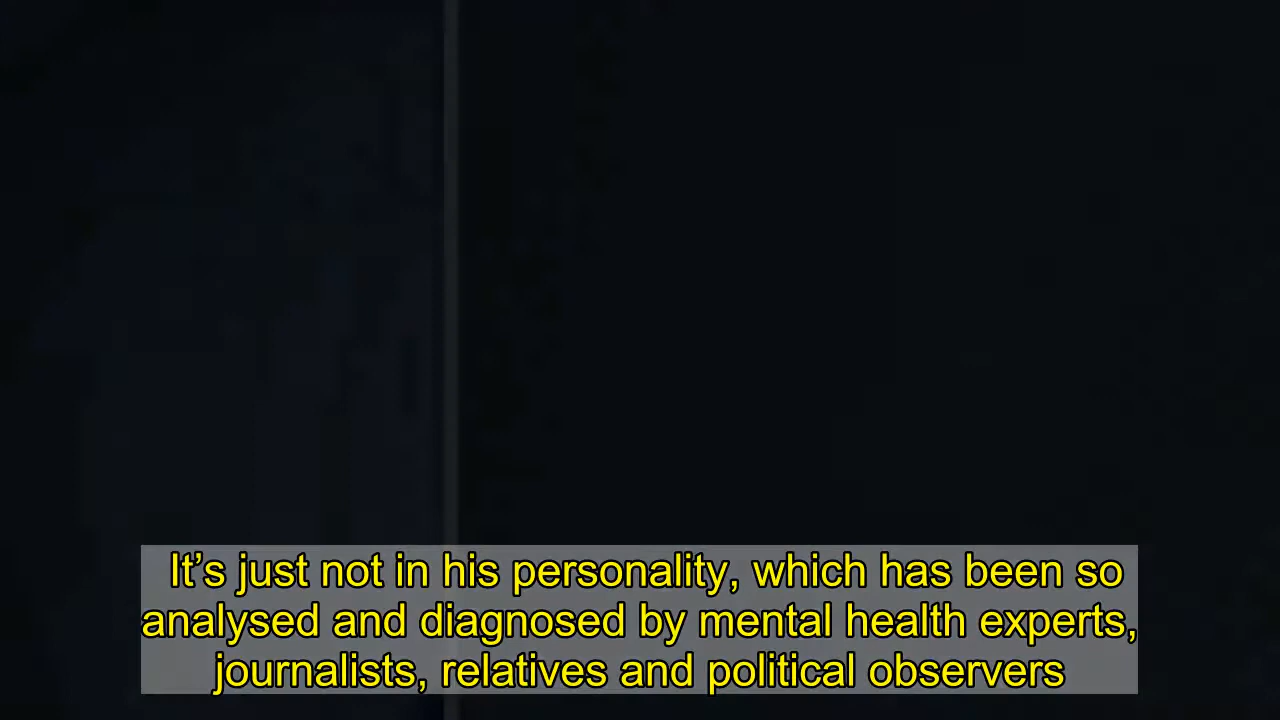 It’s just not in his personality, which has been so
analysed and diagnosed by mental health experts,
journalists, relatives and political observers